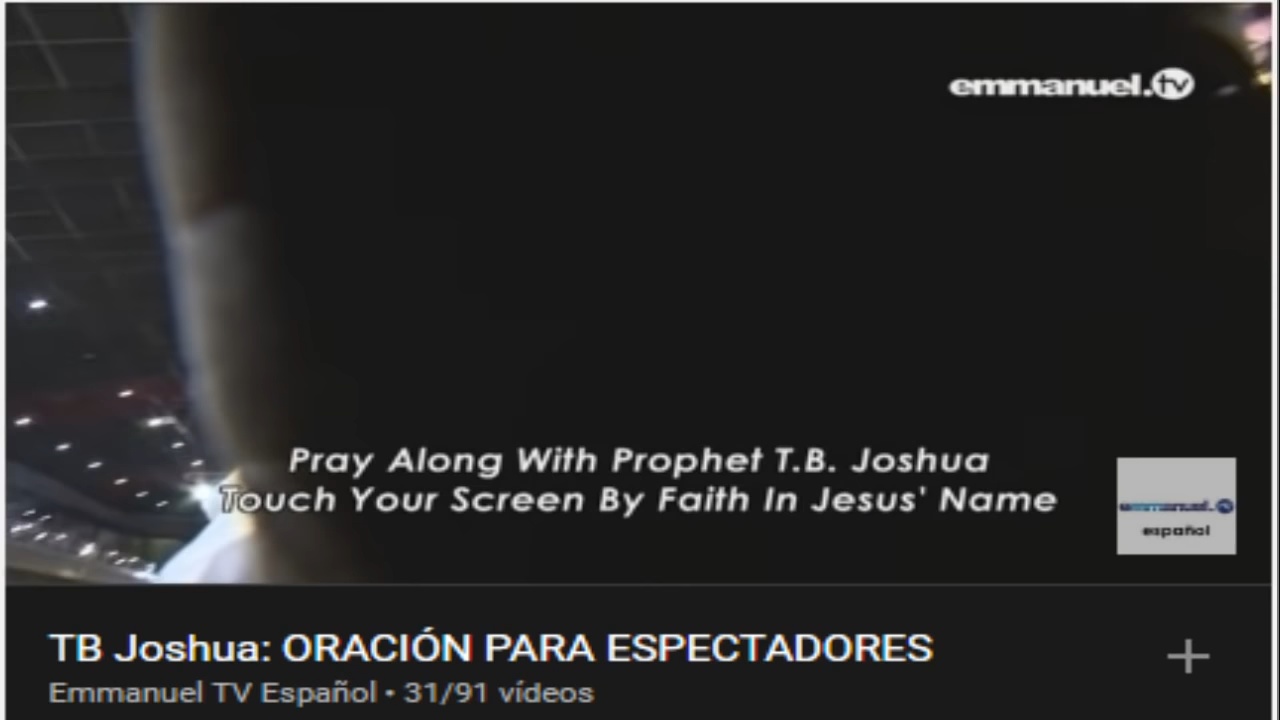 emmanuel.tv
Pray Along With Prophet T.B. Joshua
Touch Your Screen By Faith In Jesus' Name
emmanuel.tv
español
TB Joshua: ORACIÓN PARA ESPECTADORES
Emmanuel TV Español • 31/91 vídeos